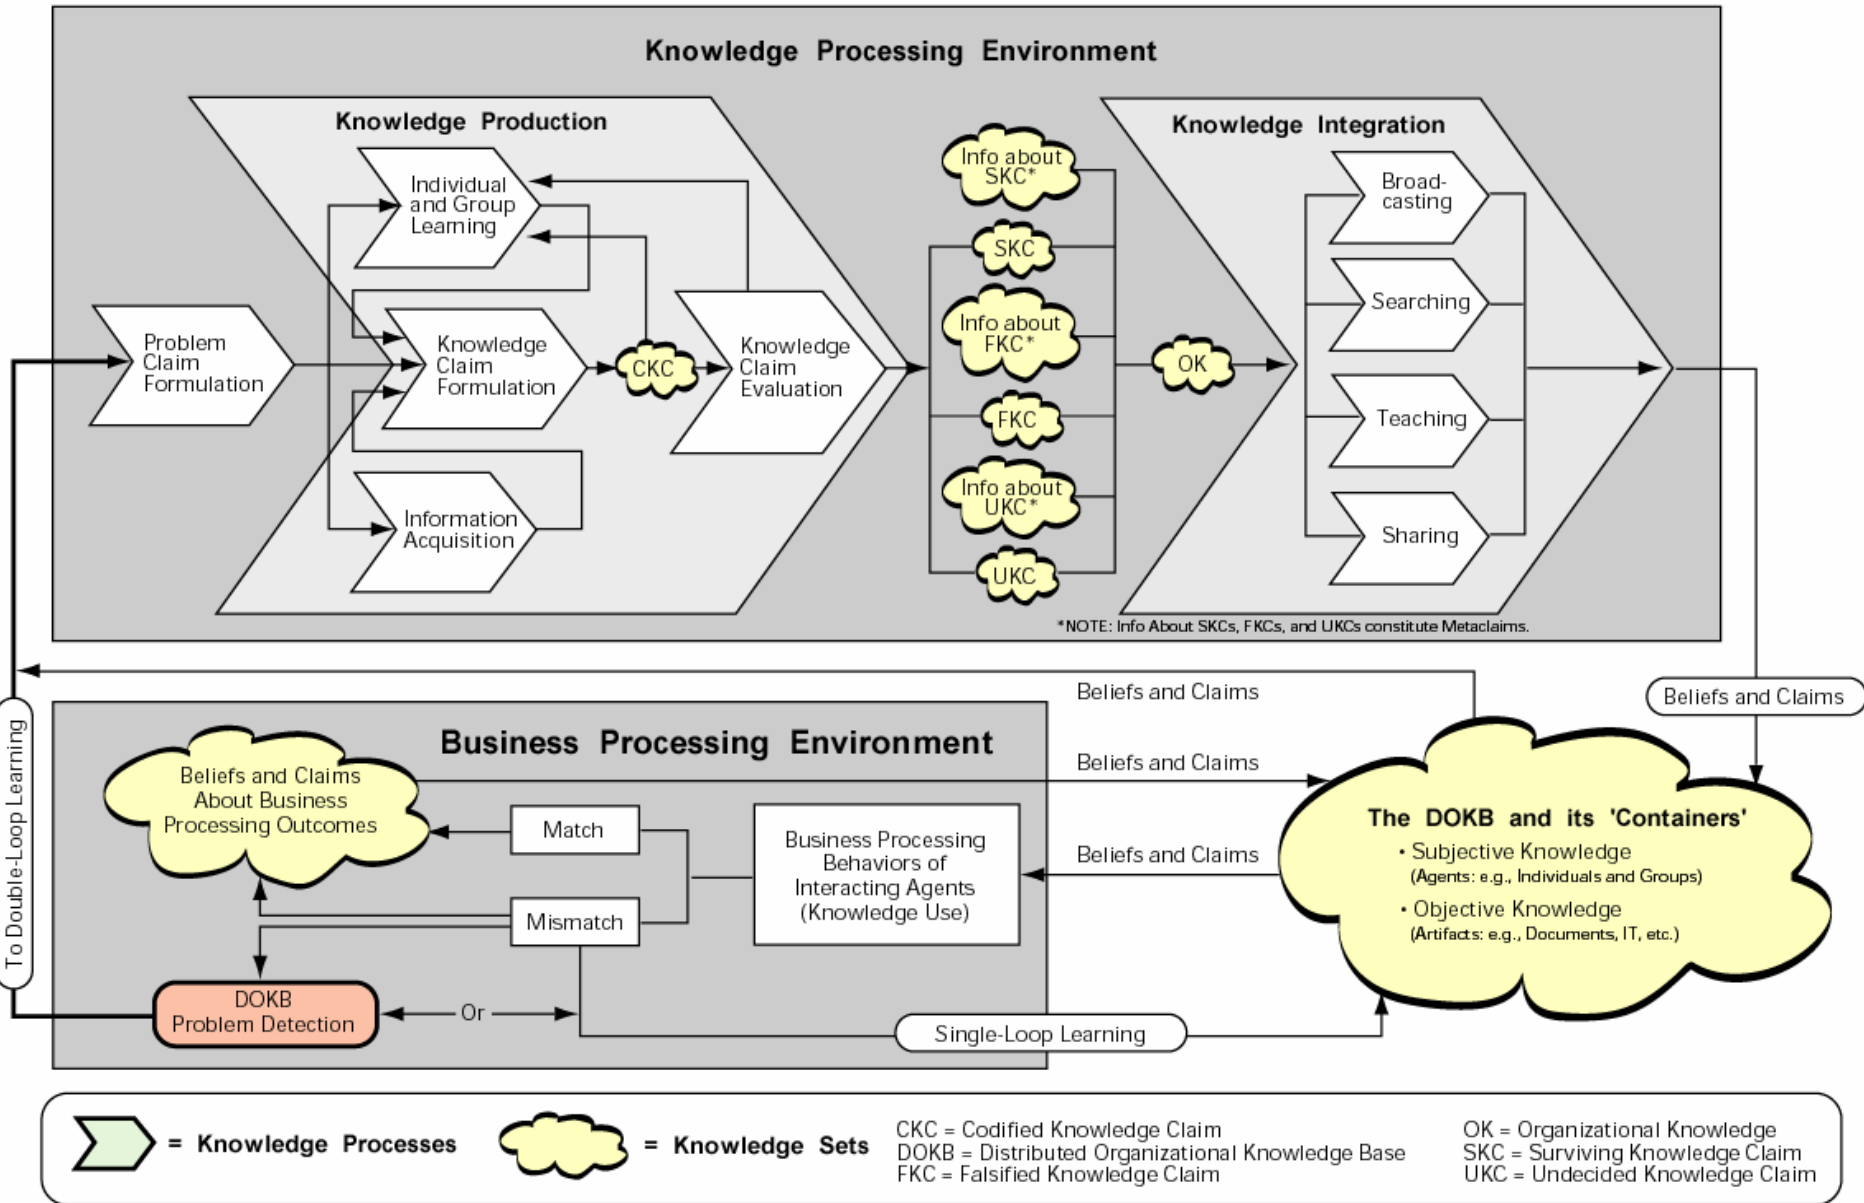 Knowledge Processing Environment
Knowledge Production
Individual
and Group
Learning
Problem
Claim
Formulation
Knowledge
Claim
Formulation
CKC
Knowledge
Claim
Evaluation
Information
Acquisition
Info about
SKC*
SKC
Info about
FKC*
FKC
Info about
UKC*
UKC
OK
Knowledge Integration
Broad-
casting
Searching
Teaching
Sharing
*NOTE: Info About SKCs, FKCs, and UKCs constitute Metaclaims.
To Double-Loop Learning
Beliefs and Claims
Beliefs and Claims
Business Processing Environment
Beliefs and Claims
About Business
Processing Outcomes
Beliefs and Claims
Match
Mismatch
Business Processing
Behaviors of
Interacting Agents
(Knowledge Use)
Beliefs and Claims
The DOKB and its 'Containers'
• Subjective Knowledge
(Agents: e.g., Individuals and Groups)
• Objective Knowledge
(Artifacts: e.g., Documents, IT, etc.)
DOKB
Problem Detection
Or
Single-Loop Learning
= Knowledge Processes
= Knowledge Sets
CKC = Codified Knowledge Claim
DOKB = Distributed Organizational Knowledge Base
FKC = Falsified Knowledge Claim
OK = Organizational Knowledge
SKC = Surviving Knowledge Claim
UKC = Undecided Knowledge Claim